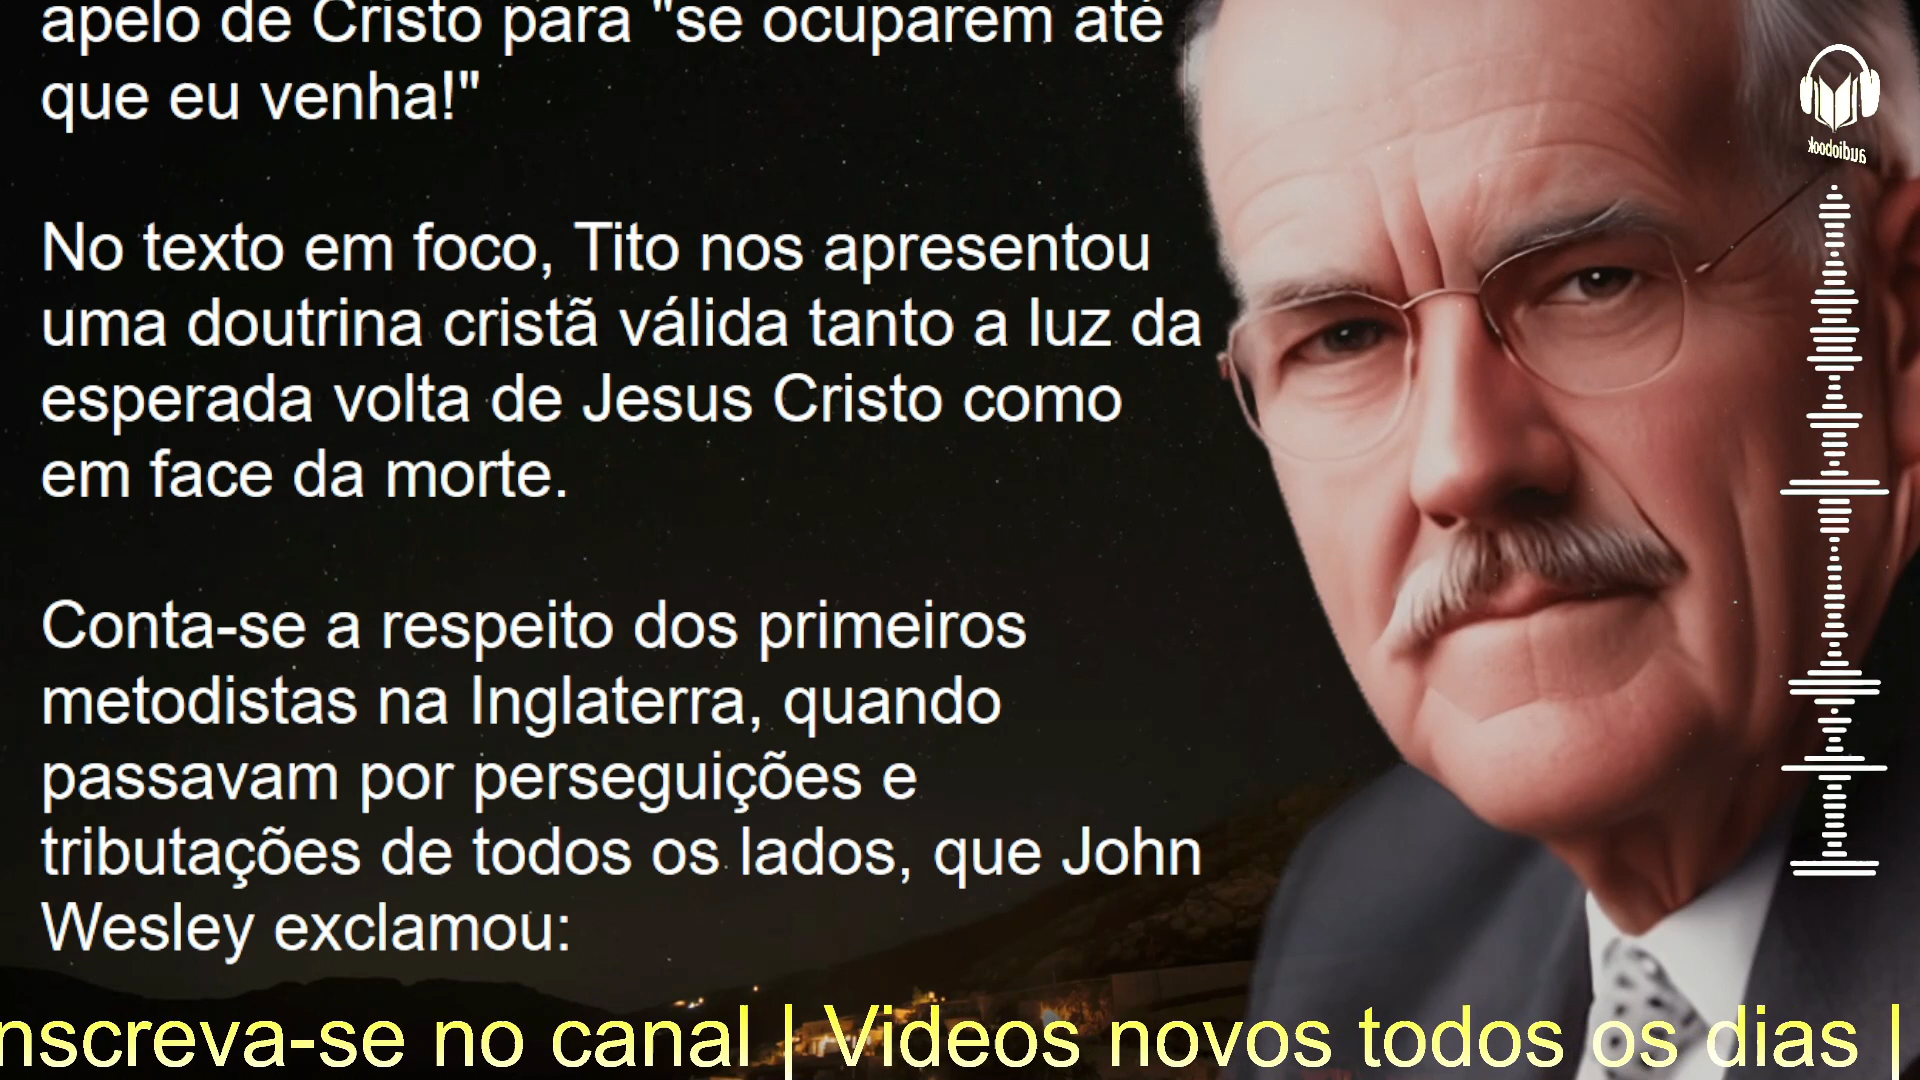 apelo de Cristo para "se ocuparem até
que eu venha!"
No texto em foco, Tito nos apresentou
uma doutrina cristã válida tanto a luz da
esperada volta de Jesus Cristo como
em face da morte.
Conta-se a respeito dos primeiros
metodistas na Inglaterra, quando
passavam por perseguições e
tributações de todos os lados, que John
Wesley exclamou:
audiobook
nscreva-se no canal | Videos novos todos os dias |